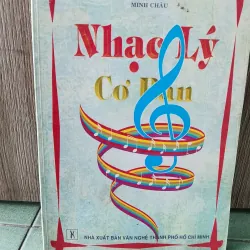 MINH CHÂU
Nhạc Lý
Cơ Bản
NHÀ XUẤT BẢN VĂN NGHỆ THÀNH PHỐ HỒ CHÍ MINH